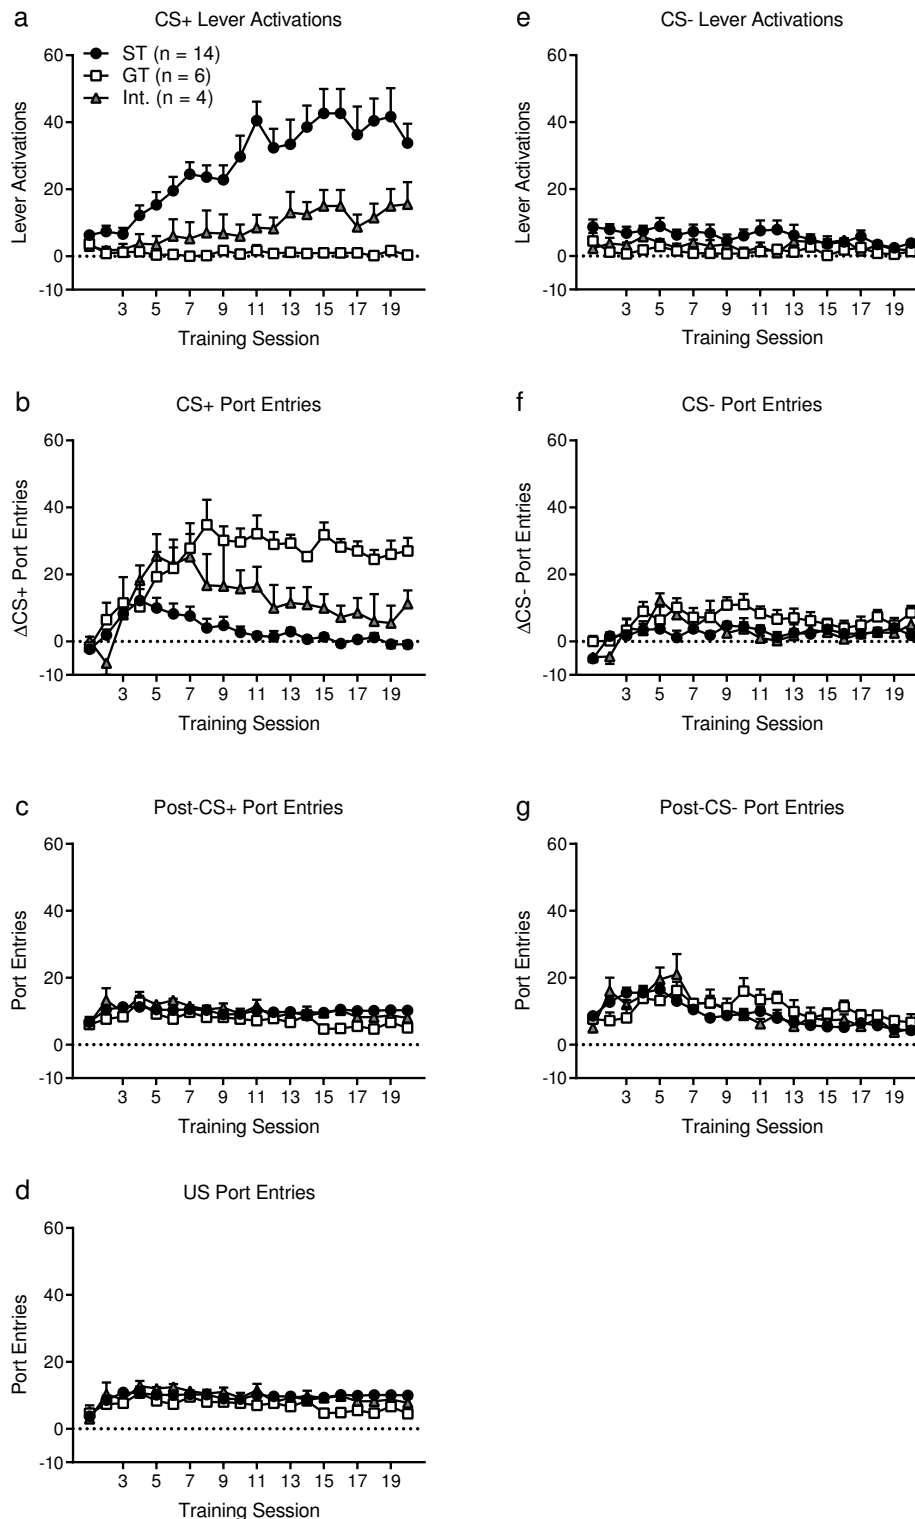 a
CS+ Lever Activations
ST (n = 14)
GT (n = 6)
Int. (n = 4)
Lever Activations
60
40
20
0
-10
3 5 7 9 11 13 15 17 19
Training Session
e
CS- Lever Activations
Lever Activations
60
40
20
0
-10
3 5 7 9 11 13 15 17 19
Training Session
b
CS+ Port Entries
ΔCS+ Port Entries
60
40
20
0
-10
3 5 7 9 11 13 15 17 19
Training Session
f
CS- Port Entries
ΔCS- Port Entries
60
40
20
0
-10
3 5 7 9 11 13 15 17 19
Training Session
c
Post-CS+ Port Entries
Port Entries
60
40
20
0
-10
3 5 7 9 11 13 15 17 19
Training Session
g
Post-CS- Port Entries
Port Entries
60
40
20
0
-10
3 5 7 9 11 13 15 17 19
Training Session
d
US Port Entries
Port Entries
60
40
20
0
-10
3 5 7 9 11 13 15 17 19
Training Session